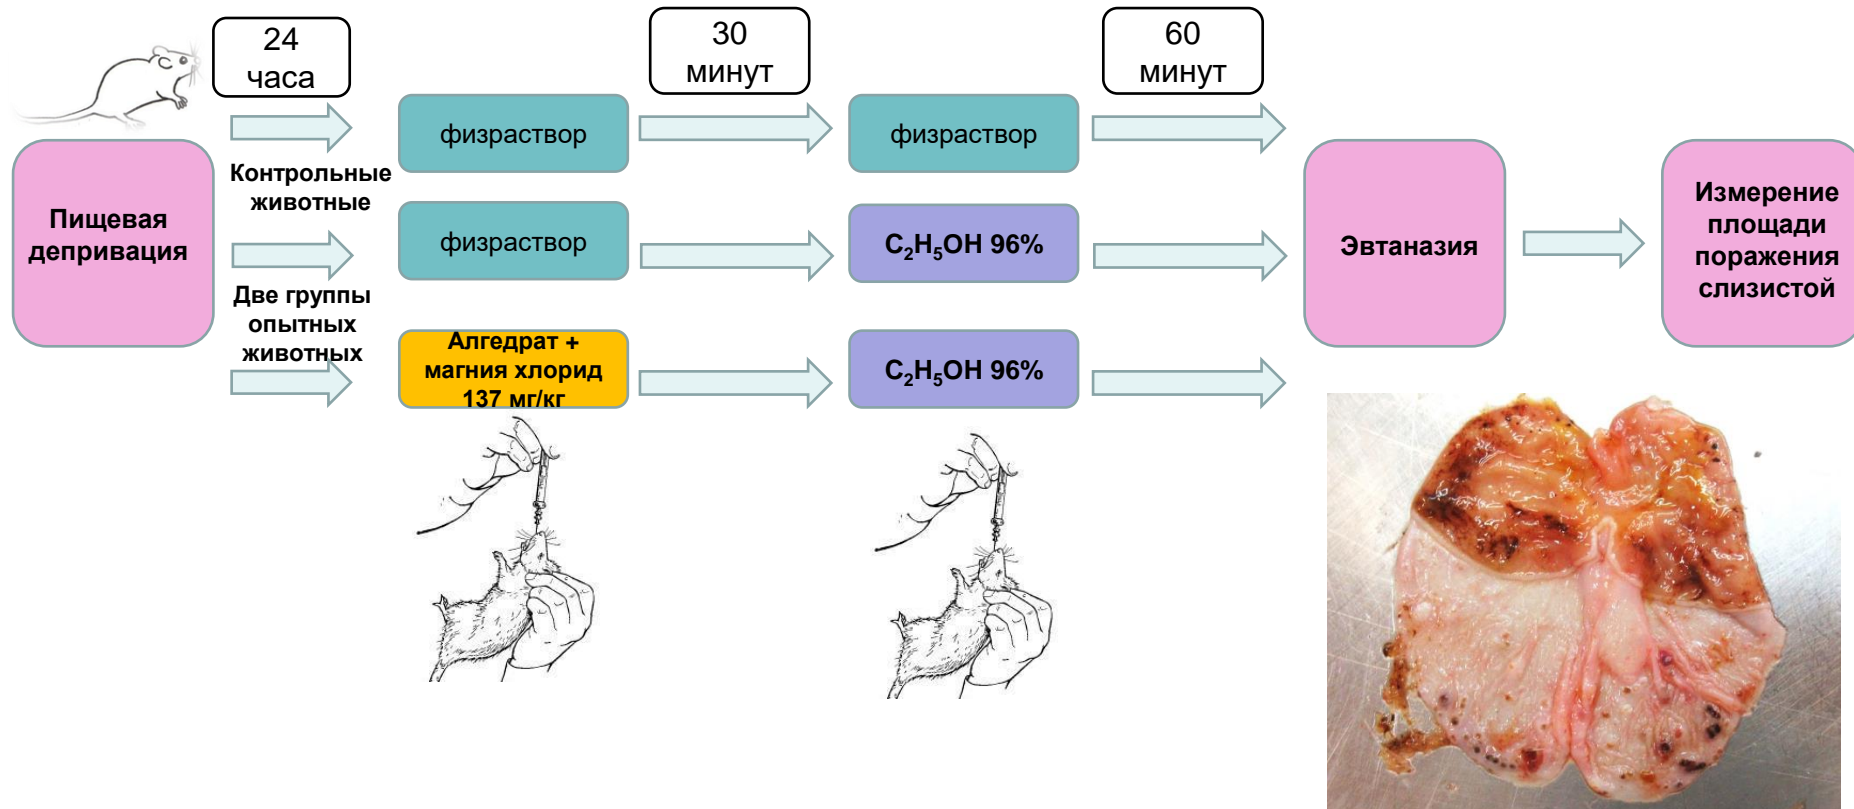 24
часа
30
минут
60
минут
физраствор
физраствор
Контрольные
животные
Пищевая
депривация
физраствор
C₂H₅OH 96%
Эвтаназия
Измерение
площади
поражения
слизистой
Две группы
опытных
животных
Алгедрат +
магния хлорид
137 мг/кг
C₂H₅OH 96%